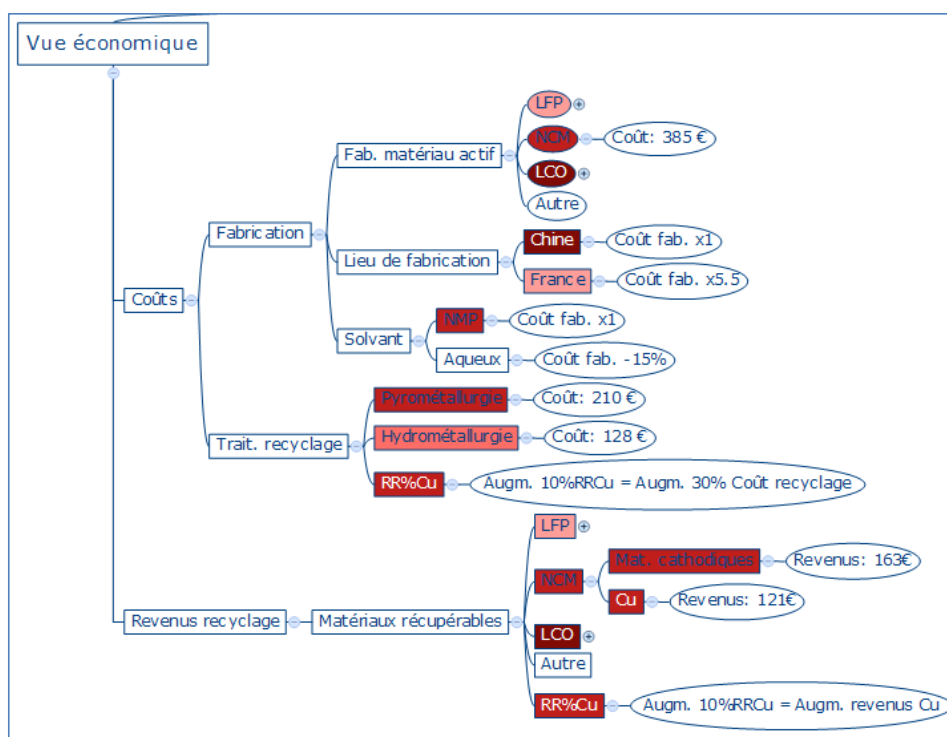 Vue économique
LFP
NCM
Coût: 385 €
Fab. matériau actif
LCO
Autre
Fabrication
Chine
Coût fab. x1
Lieu de fabrication
France
Coût fab. x5.5
Coûts
NMP
Coût fab. x1
Solvant
Aqueux
Coût fab. -15%
Pyrométallurgie
Coût: 210 €
Trait. recyclage
Hydrométallurgie
Coût: 128 €
RR%Cu
Augm. 10%RRCu = Augm. 30% Coût recyclage
LFP
Mat. cathodiques
Revenus: 163€
NCM
Cu
Revenus: 121€
Revenus recyclage
Matériaux récupérables
LCO
Autre
RR%Cu
Augm. 10%RRCu = Augm. revenus Cu